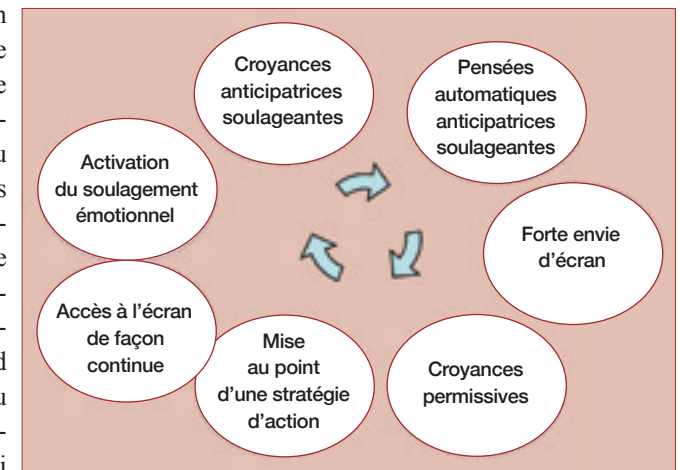 Croyances
anticipatrices
soulageantes
Pensées
automatiques
anticipatrices
soulageantes
Forte envie
d’écran
Croyances
permissives
Mise
au point
d’une stratégie
d’action
Accès à l’écran
de façon
continue
Activation
du soulagement
émotionnel